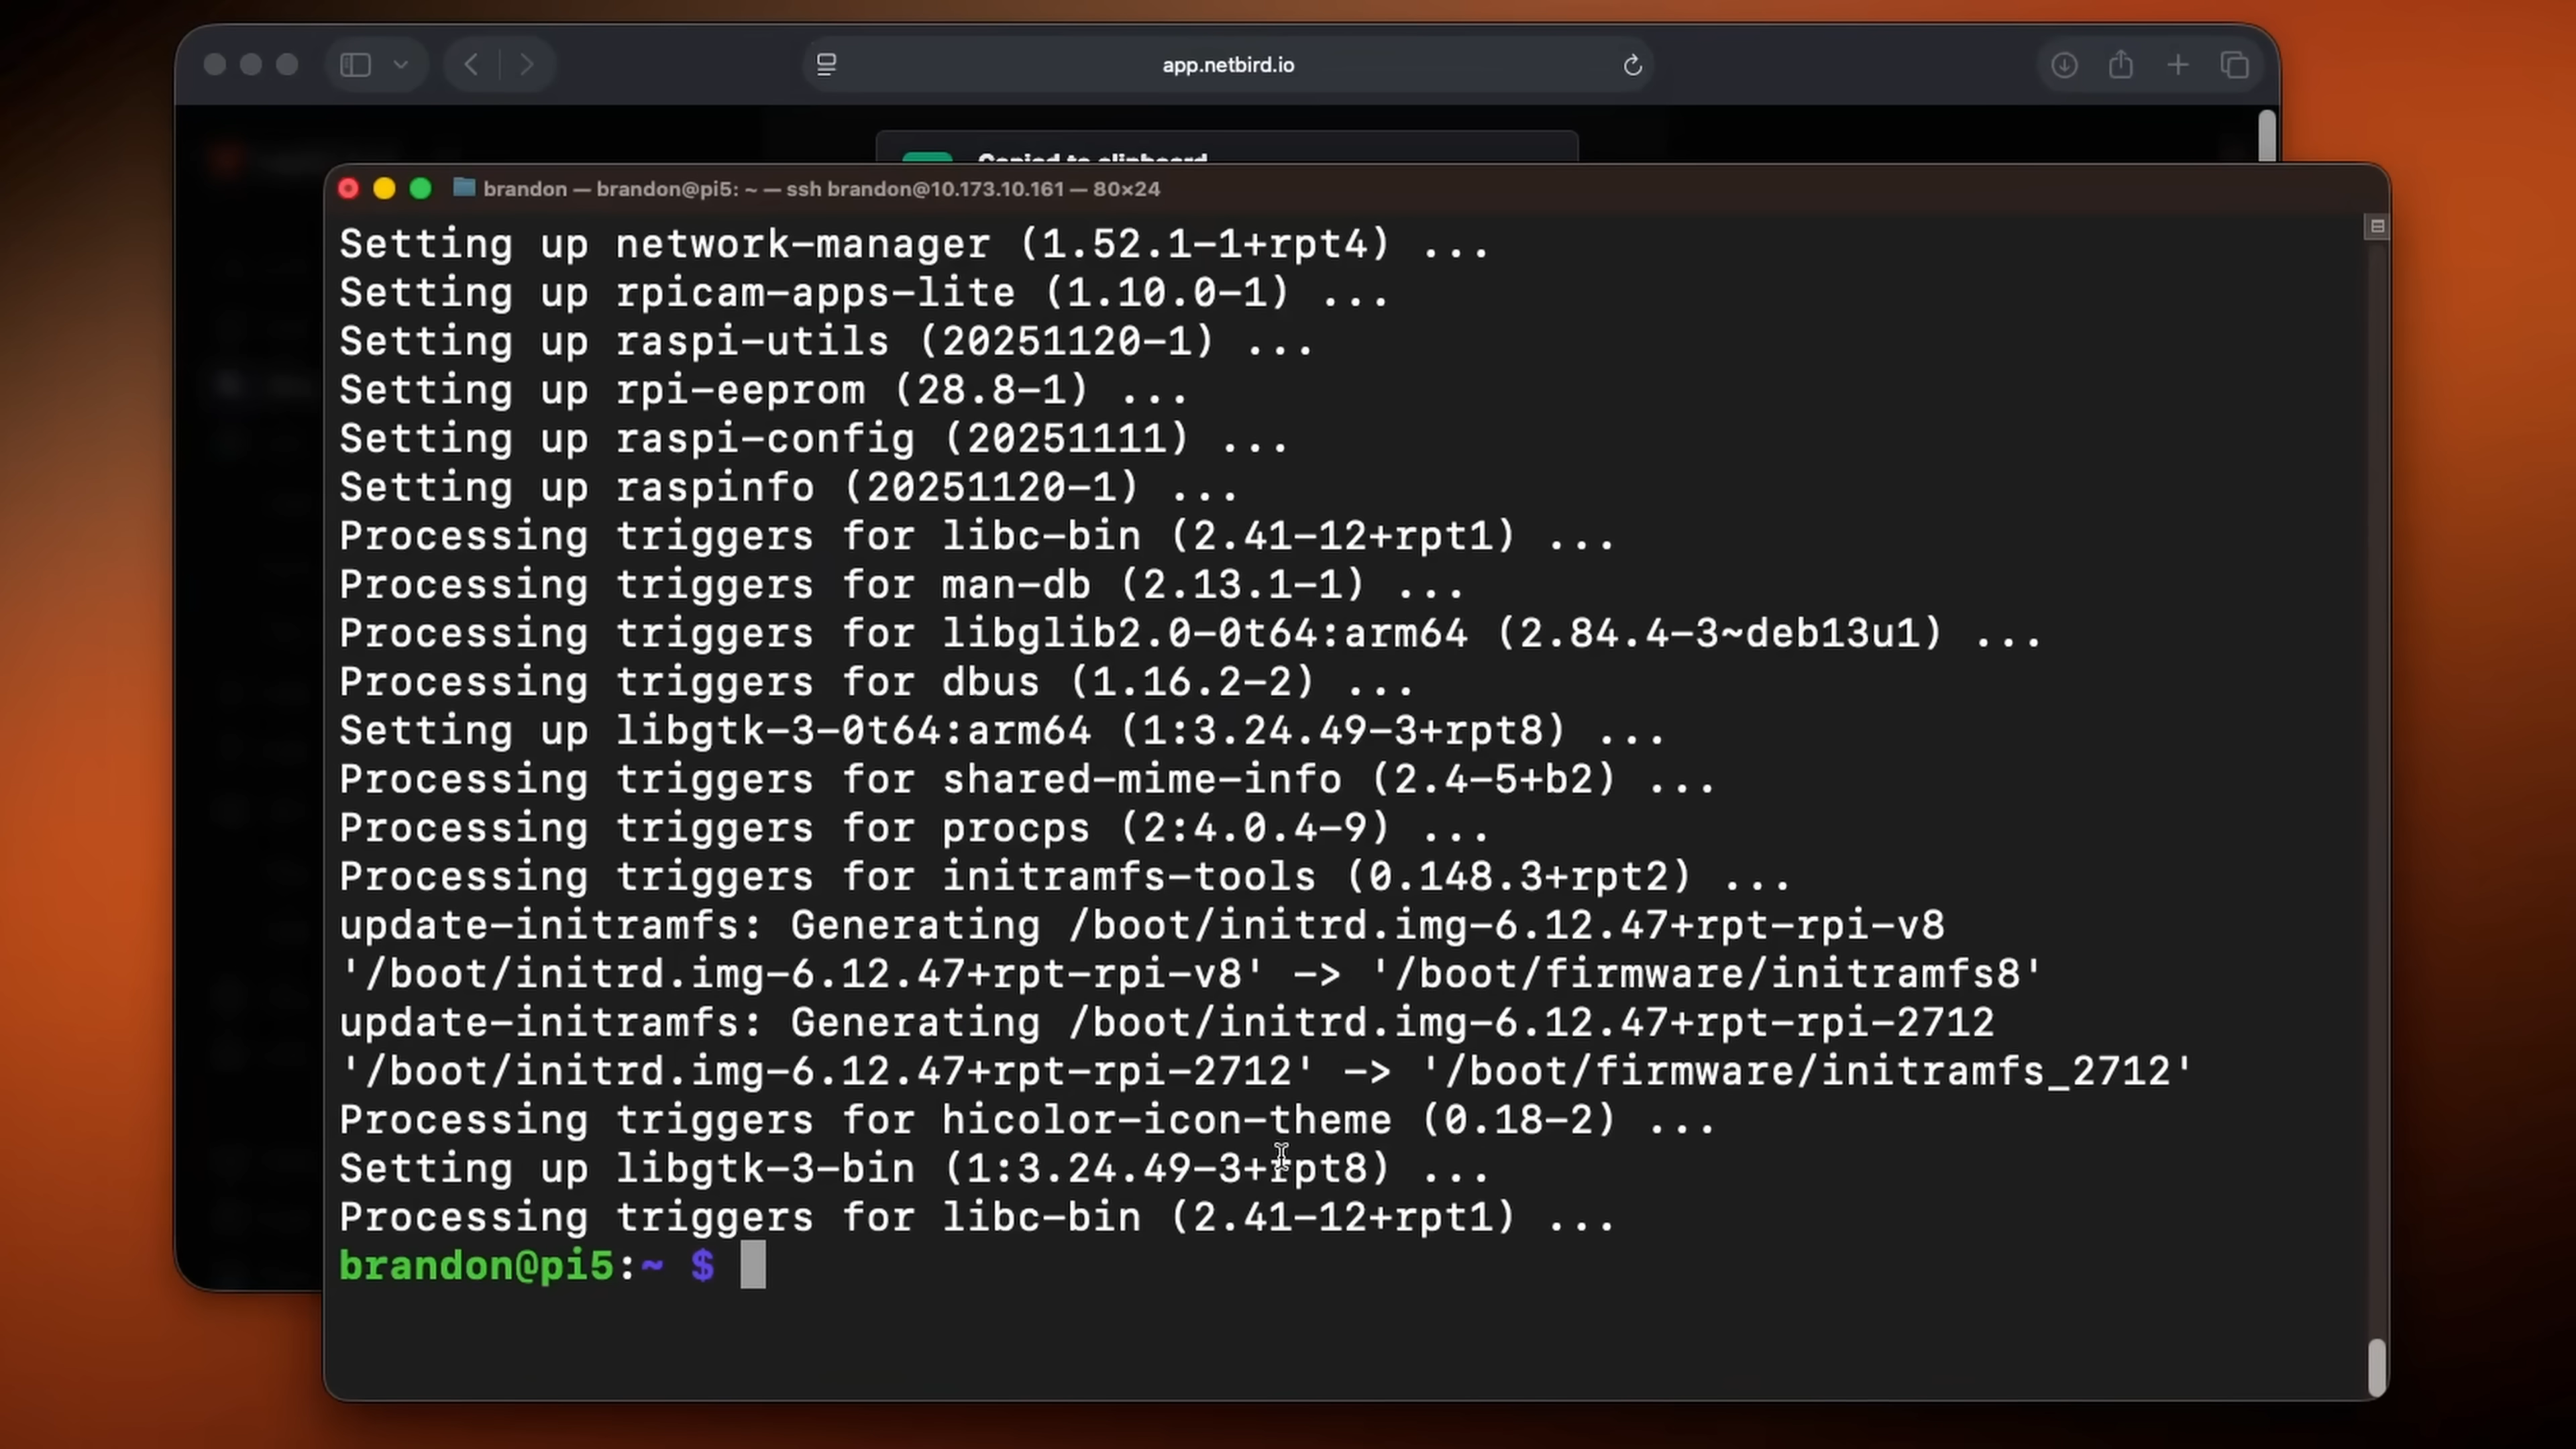 app.netbird.io
Copied to clipboard
brandon — brandon@pi5: ~ — ssh brandon@10.173.10.161 — 80×24
Setting up network-manager (1.52.1-1+rpt4) ...
Setting up rpicam-apps-lite (1.10.0-1) ...
Setting up raspi-utils (20251120-1) ...
Setting up rpi-eeprom (28.8-1) ...
Setting up raspi-config (20251111) ...
Setting up raspinfo (20251120-1) ...
Processing triggers for libc-bin (2.41-12+rpt1) ...
Processing triggers for man-db (2.13.1-1) ...
Processing triggers for libglib2.0-0t64:arm64 (2.84.4-3~deb13u1) ...
Processing triggers for dbus (1.16.2-2) ...
Setting up libgtk-3-0t64:arm64 (1:3.24.49-3+rpt8) ...
Processing triggers for shared-mime-info (2.4-5+b2) ...
Processing triggers for procps (2:4.0.4-9) ...
Processing triggers for initramfs-tools (0.148.3+rpt2) ...
update-initramfs: Generating /boot/initrd.img-6.12.47+rpt-rpi-v8
'/boot/initrd.img-6.12.47+rpt-rpi-v8' -> '/boot/firmware/initramfs8'
update-initramfs: Generating /boot/initrd.img-6.12.47+rpt-rpi-2712
'/boot/initrd.img-6.12.47+rpt-rpi-2712' -> '/boot/firmware/initramfs_2712'
Processing triggers for hicolor-icon-theme (0.18-2) ...
Setting up libgtk-3-bin (1:3.24.49-3+rpt8) ...
Processing triggers for libc-bin (2.41-12+rpt1) ...
brandon@pi5:~ $